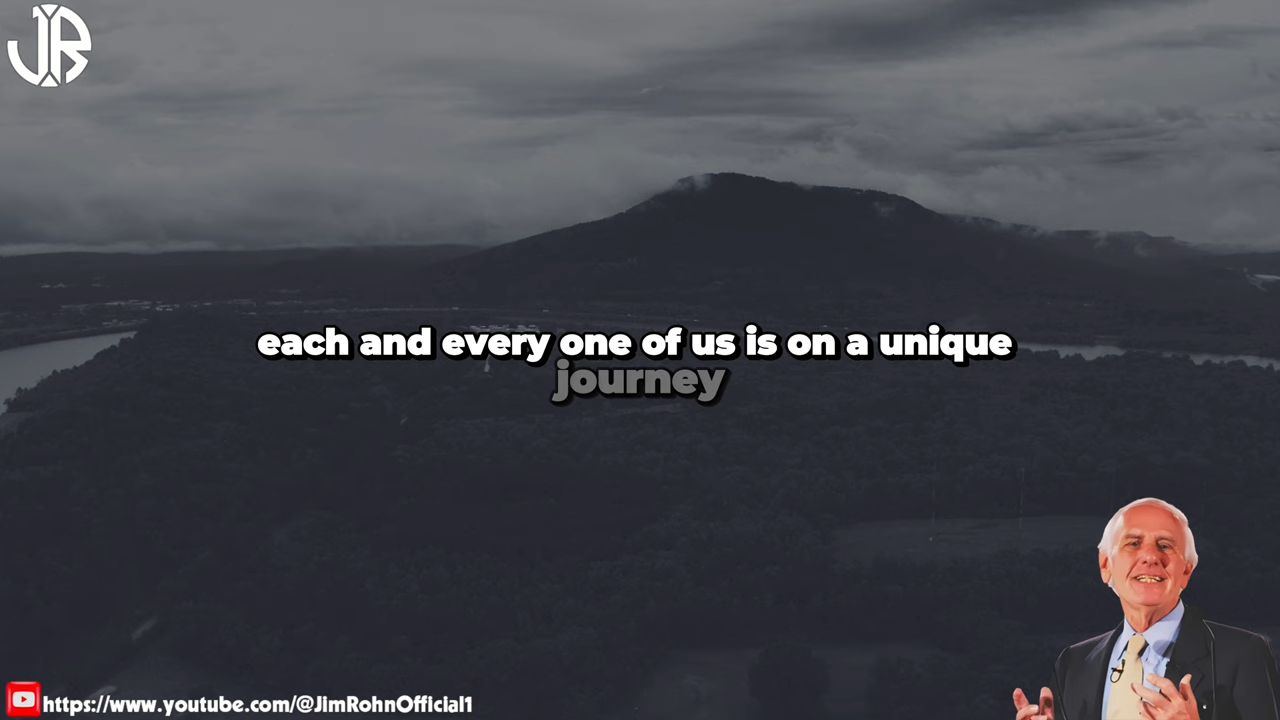 JR
each and every one of us is on a unique
journey
https://www.youtube.com/@JimRohnOfficial1